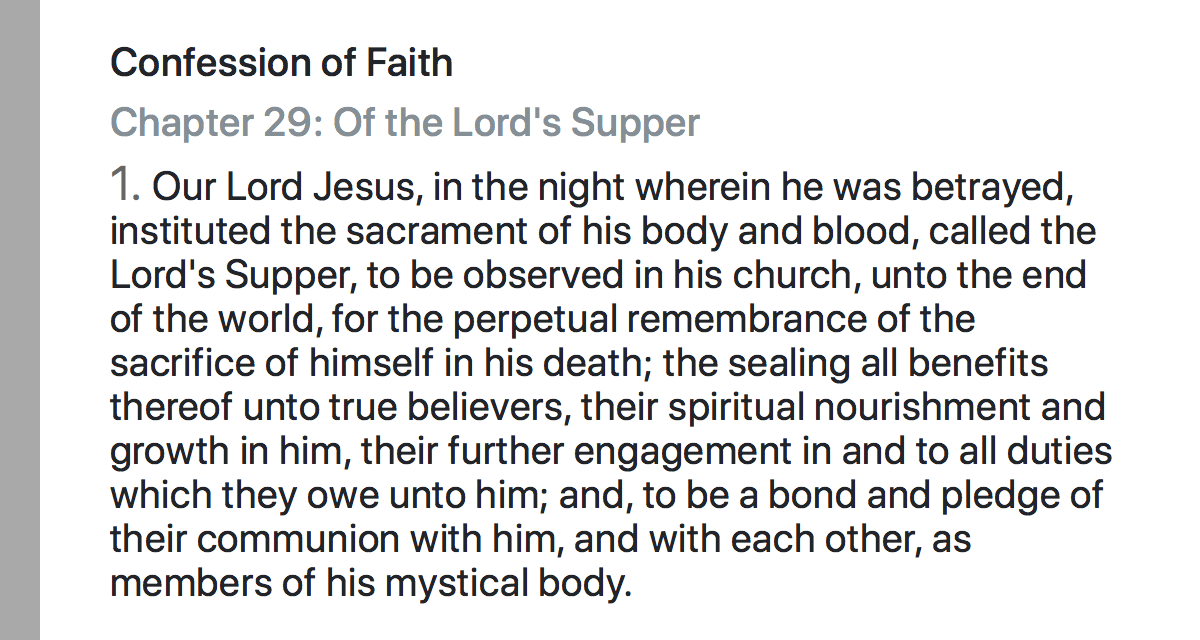 Confession of Faith
Chapter 29: Of the Lord's Supper
1. Our Lord Jesus, in the night wherein he was betrayed,
instituted the sacrament of his body and blood, called the
Lord's Supper, to be observed in his church, unto the end
of the world, for the perpetual remembrance of the
sacrifice of himself in his death; the sealing all benefits
thereof unto true believers, their spiritual nourishment and
growth in him, their further engagement in and to all duties
which they owe unto him; and, to be a bond and pledge of
their communion with him, and with each other, as
members of his mystical body.